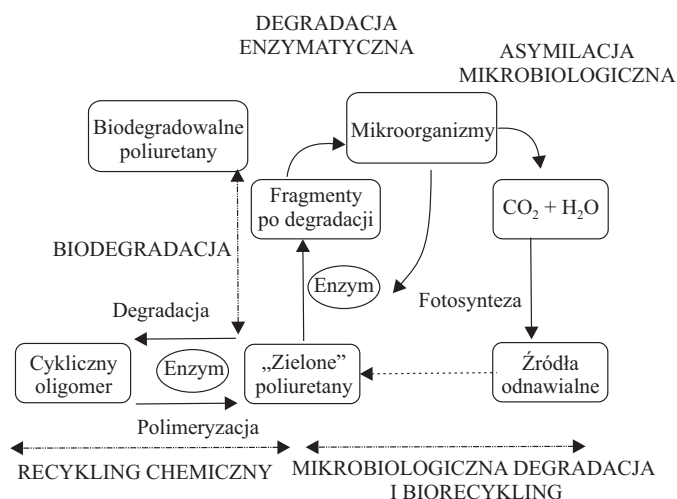 DEGRADACJA
ENZYMATYCZNA
ASYMILACJA
MIKROBIOLOGICZNA
Biodegradowalne
poliuretany
Mikroorganizmy
Fragmenty
po degradacji
CO₂ + H₂O
BIODEGRADACJA
Enzym
Fotosynteza
Degradacja
Cykliczny
oligomer
Enzym
„Zielone”
poliuretany
Źródła
odnawialne
Polimeryzacja
RECYKLING CHEMICZNY
MIKROBIOLOGICZNA DEGRADACJA
I BIORECYKLING